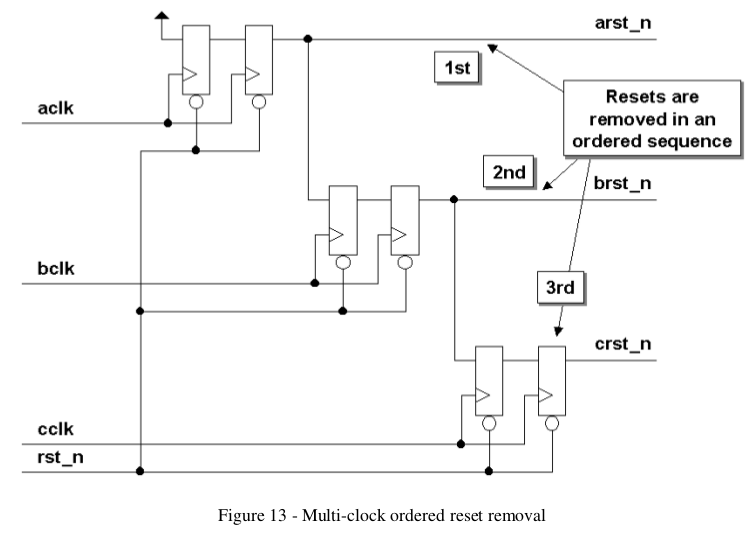 arst_n
1st
Resets are
removed in an
ordered sequence
aclk
2nd
brst_n
bclk
3rd
crst_n
cclk
rst_n
Figure 13 - Multi-clock ordered reset removal